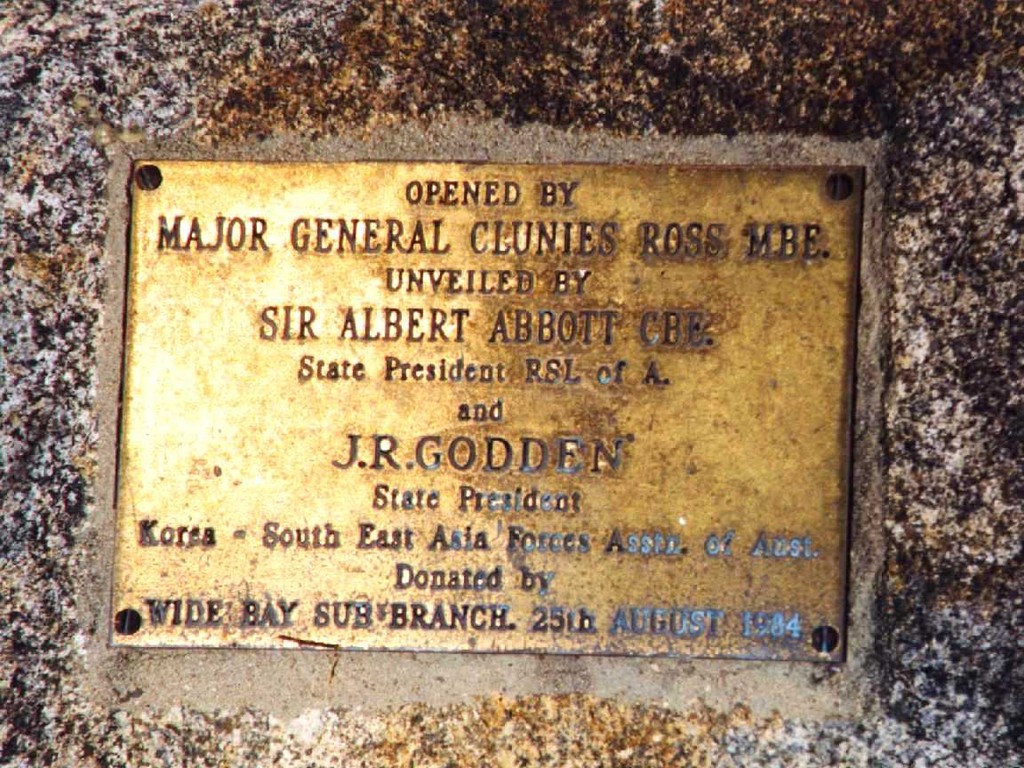 OPENED BY
MAJOR GENERAL CLUNIES ROSS MBE.
UNVEILED BY
SIR ALBERT ABBOTT CBE.
State President RSL of A.
and
J.R.GODDEN
State President
Korea - South East Asia Forces Asstn. of Aust.
Donated by
WIDE BAY SUB BRANCH. 25th AUGUST 1984